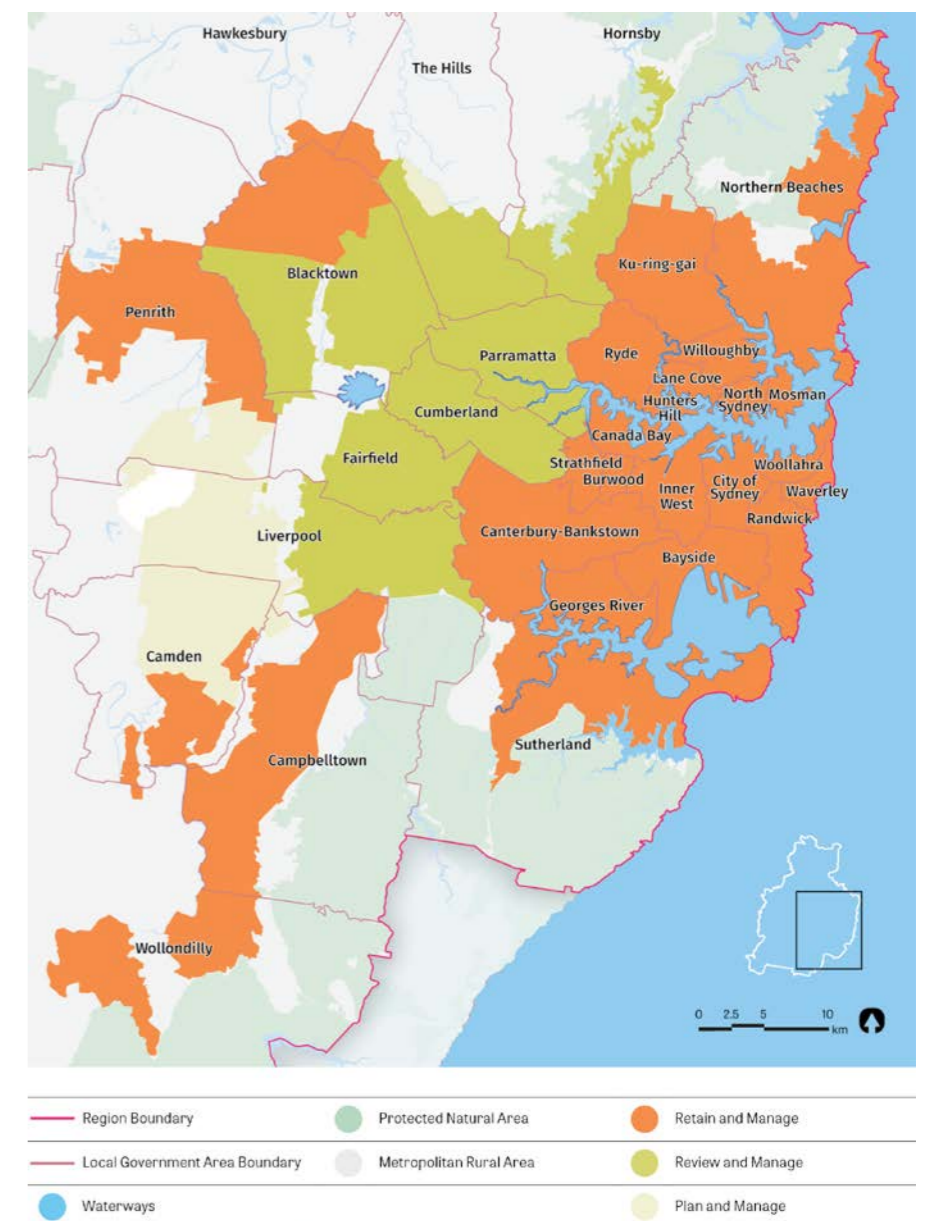 Hawkesbury
Hornsby
The Hills
Northern Beaches
Ku-ring-gai
Blacktown
Penrith
Parramatta
Ryde
Willoughby
Lane Cove
Hunters
Hill
North
Sydney
Mosman
Cumberland
Canada Bay
Fairfield
Strathfield
Burwood
Woollahra
Inner
West
City of
Sydney
Waverley
Randwick
Liverpool
Canterbury-Bankstown
Bayside
Georges River
Camden
Sutherland
Campbelltown
Wollondilly
0 2.5 5 10
km
Region Boundary
Protected Natural Area
Retain and Manage
Local Government Area Boundary
Metropolitan Rural Area
Review and Manage
Waterways
Plan and Manage